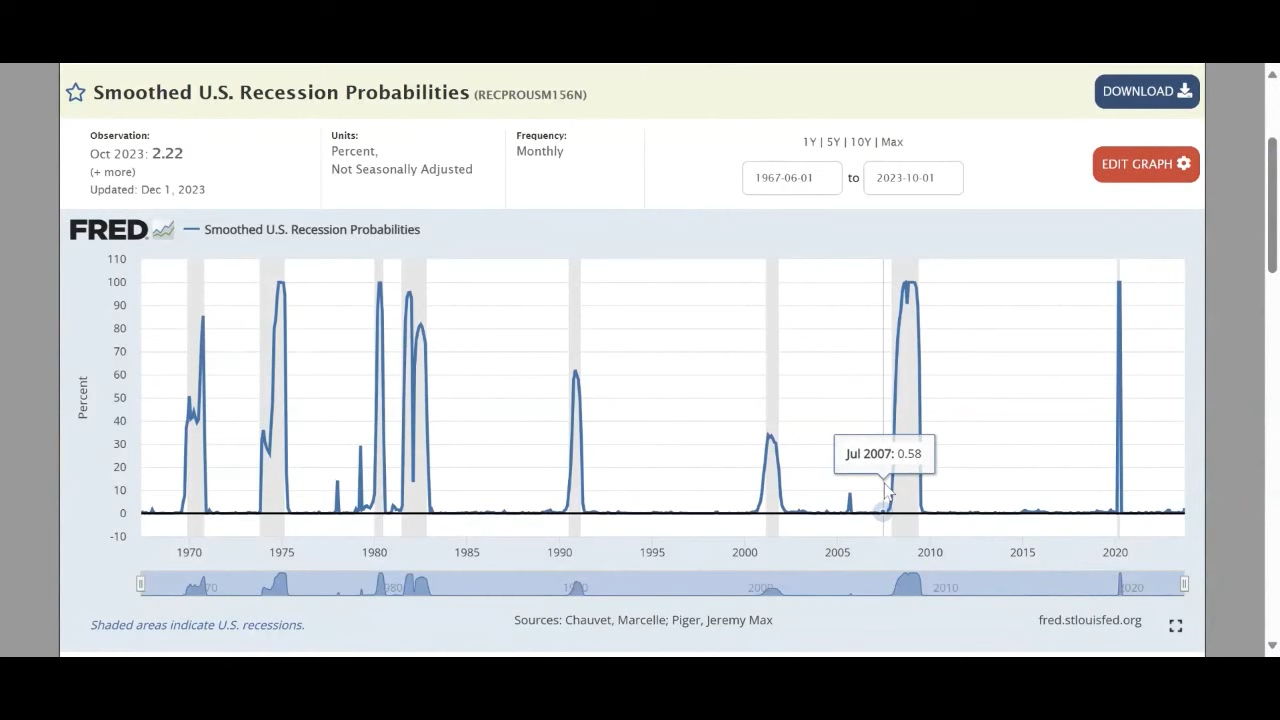 Smoothed U.S. Recession Probabilities (RECPROUSM156N)
DOWNLOAD
Observation:
Oct 2023: 2.22
(+ more)
Updated: Dec 1, 2023
Units:
Percent,
Not Seasonally Adjusted
Frequency:
Monthly
1Y | 5Y | 10Y | Max
1967-06-01 to 2023-10-01
EDIT GRAPH
FRED
Smoothed U.S. Recession Probabilities
Percent
110
100
90
80
70
60
50
40
30
20
10
0
-10
Jul 2007: 0.58
1970 1975 1980 1985 1990 1995 2000 2005 2010 2015 2020
2010
Shaded areas indicate U.S. recessions.
Sources: Chauvet, Marcelle; Piger, Jeremy Max
fred.stlouisfed.org